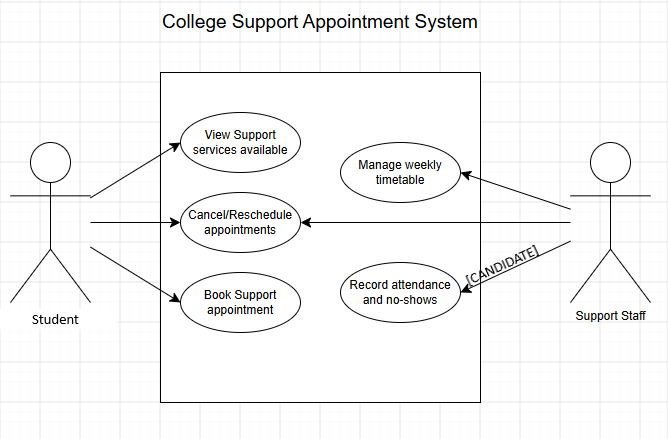 College Support Appointment System
View Support
services available
Manage weekly
timetable
Cancel/Reschedule
appointments
[CANDIDATE]
Book Support
appointment
Record attendance
and no-shows
Student
Support Staff